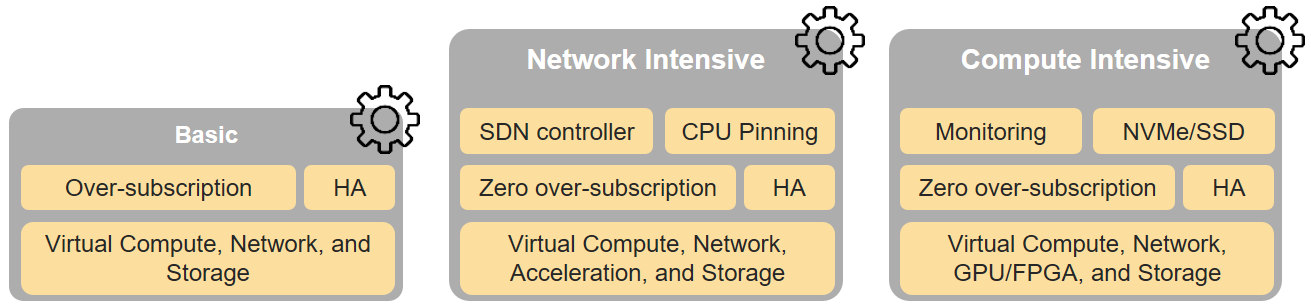 Basic
Over-subscription
HA
Virtual Compute, Network, and
Storage
Network Intensive
SDN controller
CPU Pinning
Zero over-subscription
HA
Virtual Compute, Network,
Acceleration, and Storage
Compute Intensive
Monitoring
NVMe/SSD
Zero over-subscription
HA
Virtual Compute, Network,
GPU/FPGA, and Storage